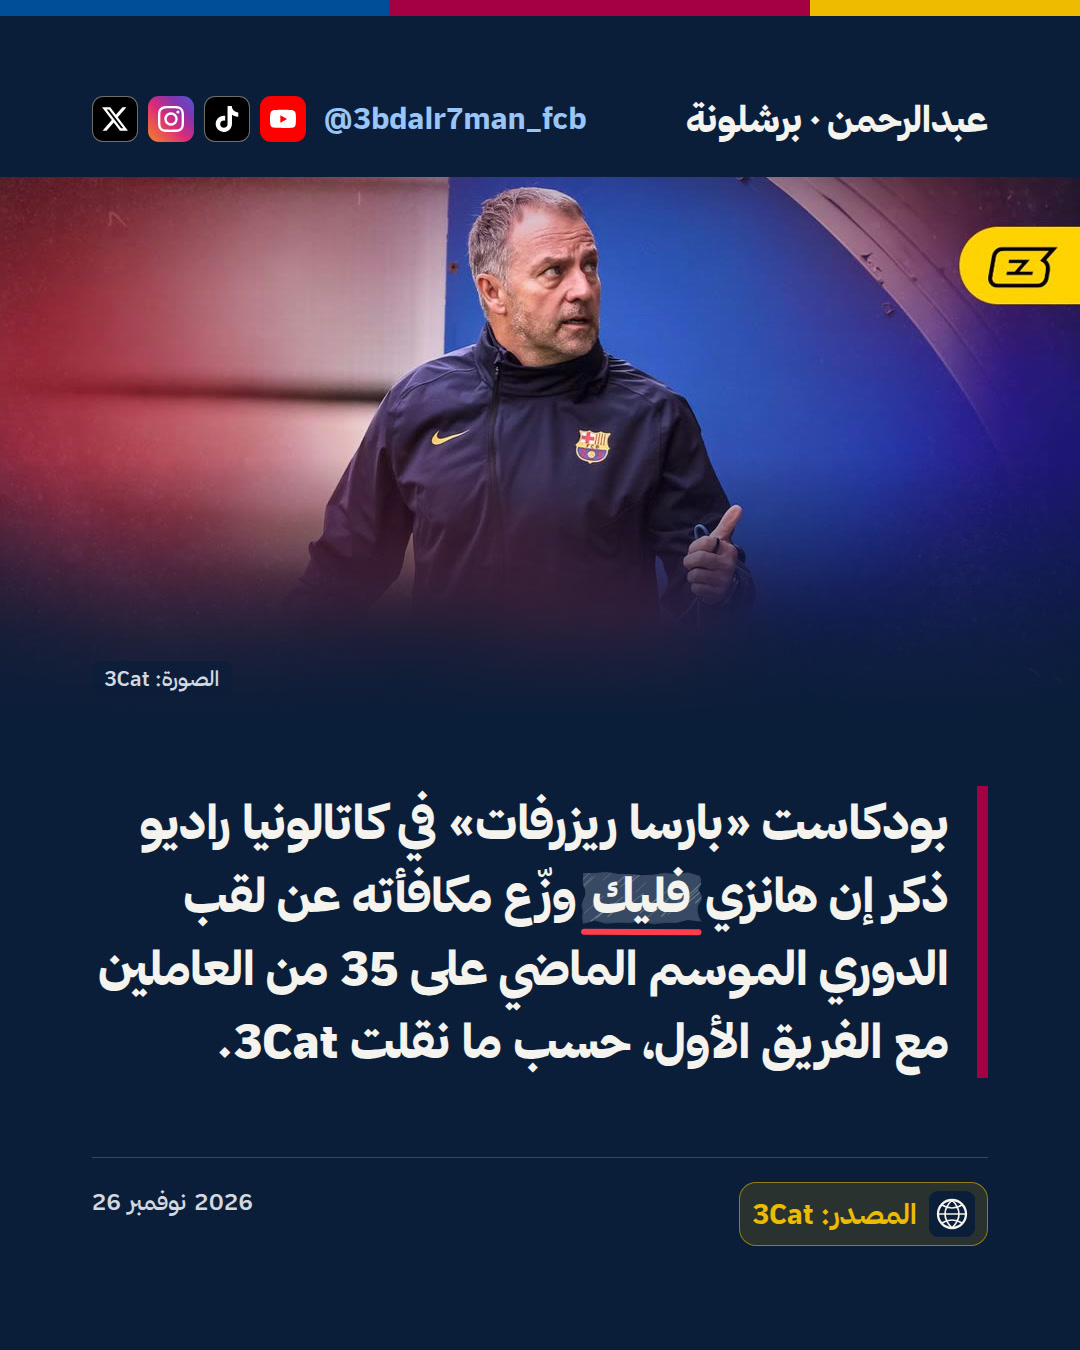 عبدالرحمن · برشلونة
@3bdalr7man_fcb
الصورة: 3Cat
بودكاست «بارسا ريزرفات» في كاتالونيا راديو
ذكر إن هانزي فليك وزّع مكافأته عن لقب
الدوري الموسم الماضي على 35 من العاملين
مع الفريق الأول، حسب ما نقلت 3Cat.
المصدر: 3Cat
26 نوفمبر 2026